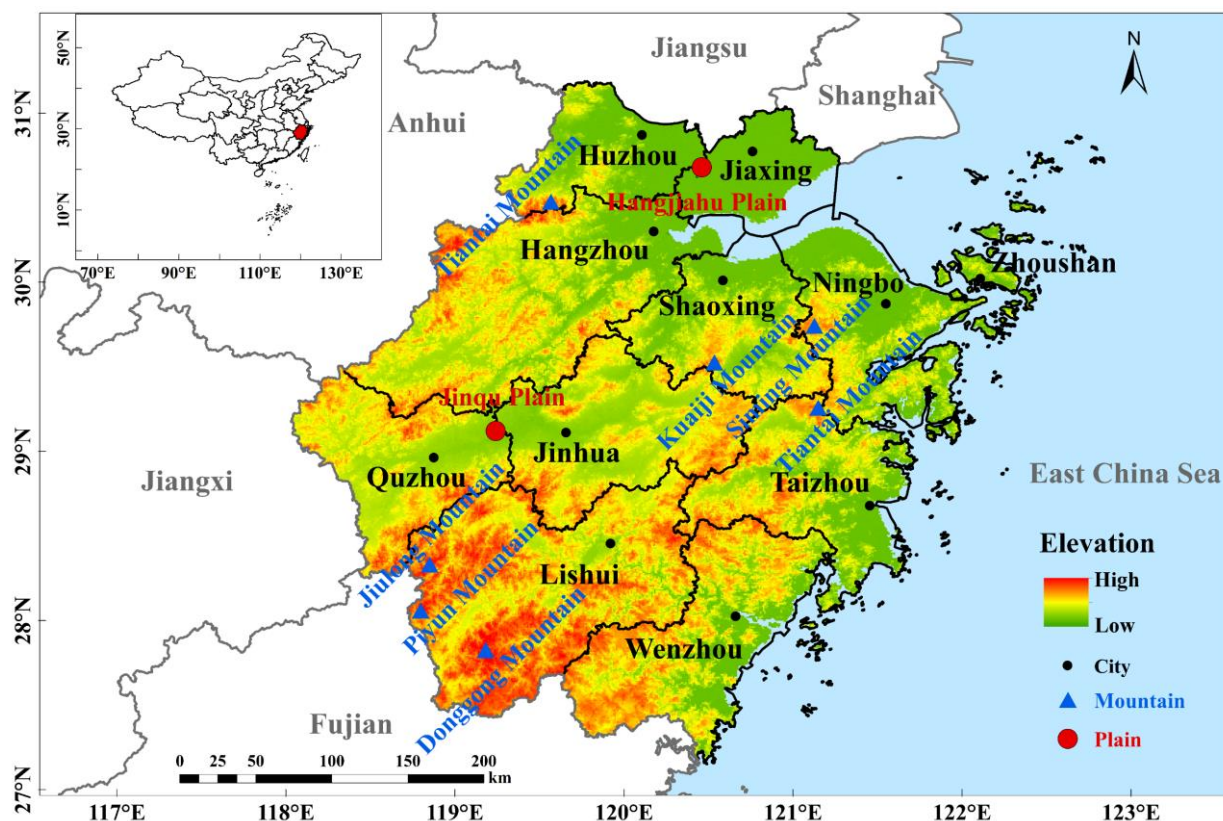 Jiangsu
Shanghai
Anhui
N
50°N
30°N
10°N
70°W
90°E
110°E
130°E
31°N
30°N
29°N
28°N
27°N
Huzhou
Jiaxing
Hangjiahu Plain
Tiantai Mountain
Hangzhou
Shaoxing
Ningbo
Zhoushan
Kuaiji Mountain
Siming Mountain
Tiantai Mountain
Jinqu Plain
Jinhua
Quzhou
Jiangxi
Taizhou
East China Sea
Jiulong Mountain
Piyun Mountain
Donggong Mountain
Lishui
Wenzhou
Fujian
Elevation
High
Low
City
Mountain
Plain
0 25 50 100 150 200
km
117°E
118°E
119°E
120°E
121°E
122°E
123°E